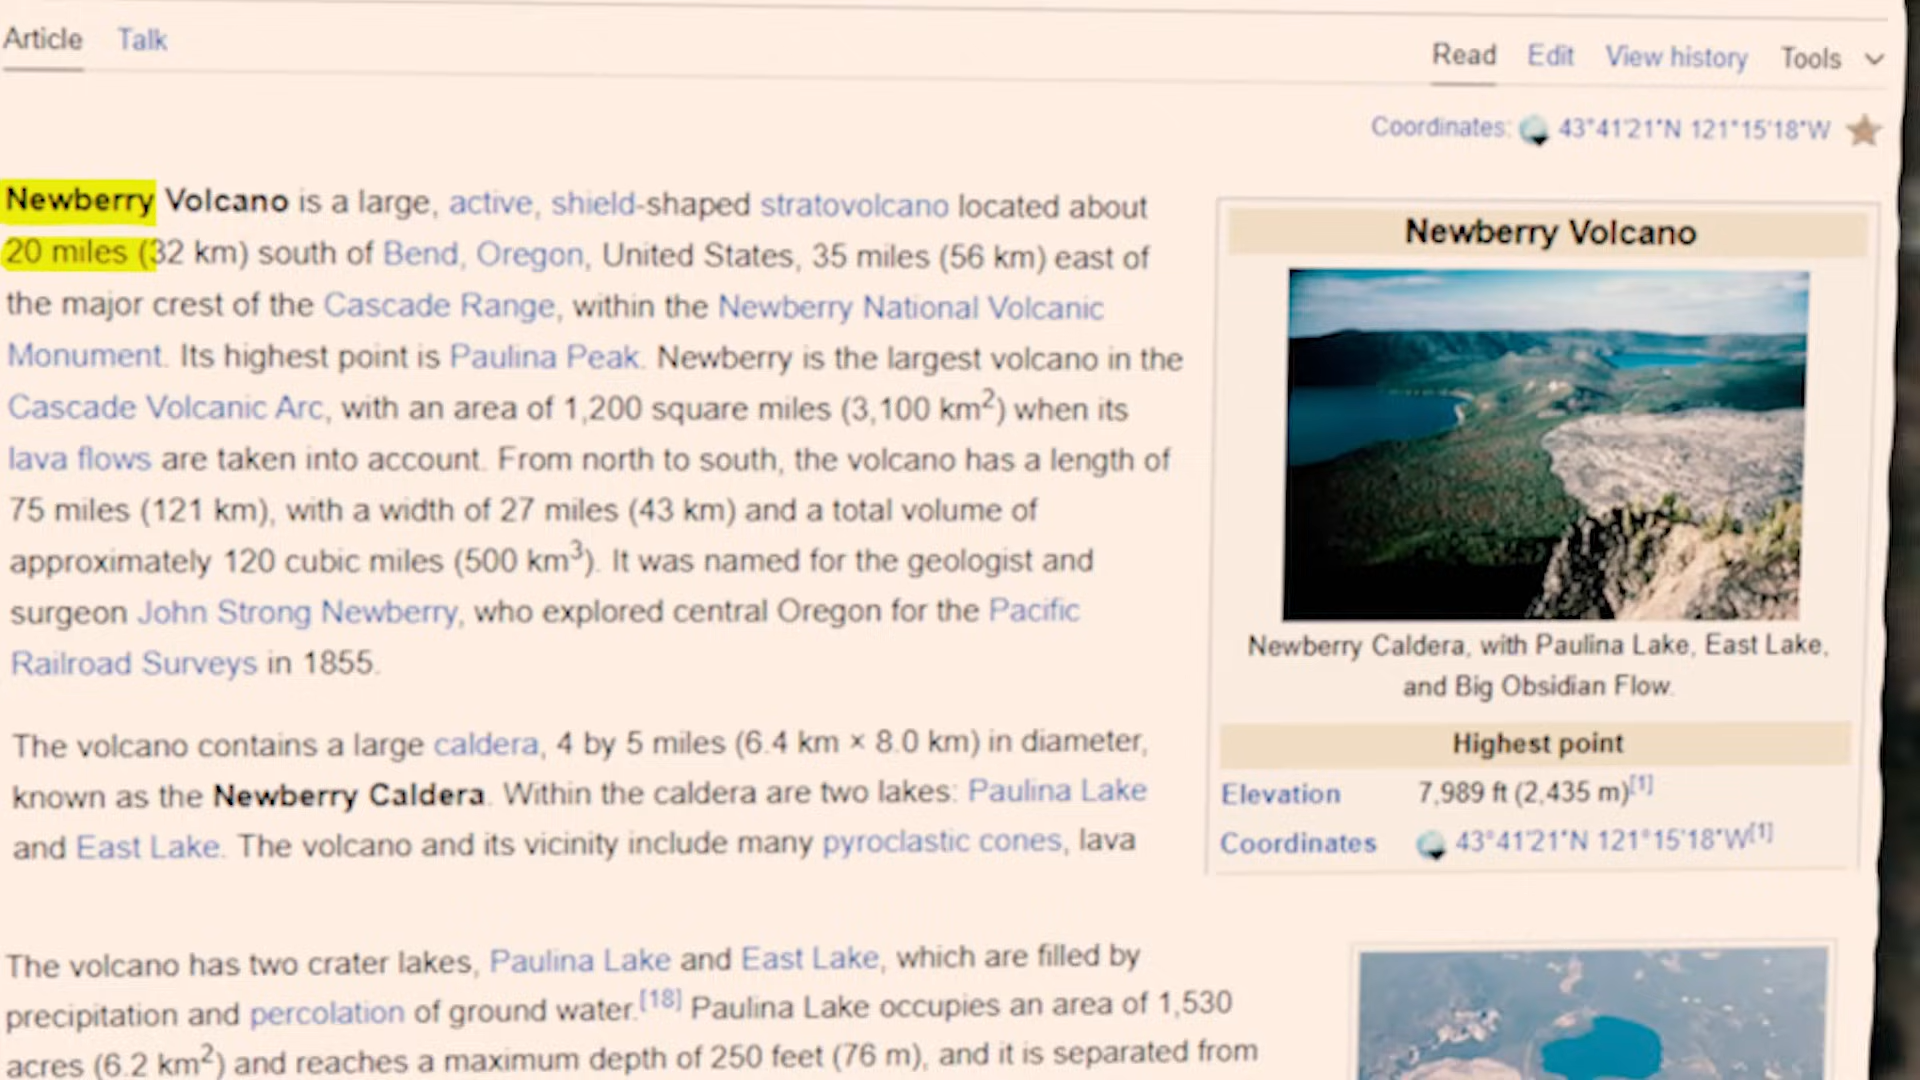 Article Talk
Read Edit View history Tools
Coordinates: 43°41′21″N 121°15′18″W
Newberry Volcano is a large, active, shield-shaped stratovolcano located about
20 miles (32 km) south of Bend, Oregon, United States, 35 miles (56 km) east of
the major crest of the Cascade Range, within the Newberry National Volcanic
Monument. Its highest point is Paulina Peak. Newberry is the largest volcano in the
Cascade Volcanic Arc, with an area of 1,200 square miles (3,100 km²) when its
lava flows are taken into account. From north to south, the volcano has a length of
75 miles (121 km), with a width of 27 miles (43 km) and a total volume of
approximately 120 cubic miles (500 km³). It was named for the geologist and
surgeon John Strong Newberry, who explored central Oregon for the Pacific
Railroad Surveys in 1855.
The volcano contains a large caldera, 4 by 5 miles (6.4 km × 8.0 km) in diameter,
known as the Newberry Caldera. Within the caldera are two lakes: Paulina Lake
and East Lake. The volcano and its vicinity include many pyroclastic cones, lava
The volcano has two crater lakes, Paulina Lake and East Lake, which are filled by
precipitation and percolation of ground water.[18] Paulina Lake occupies an area of 1,530
acres (6.2 km²) and reaches a maximum depth of 250 feet (76 m), and it is separated from
Newberry Volcano
Newberry Caldera, with Paulina Lake, East Lake,
and Big Obsidian Flow.
Highest point
Elevation 7,989 ft (2,435 m)[1]
Coordinates 43°41′21″N 121°15′18″W[1]